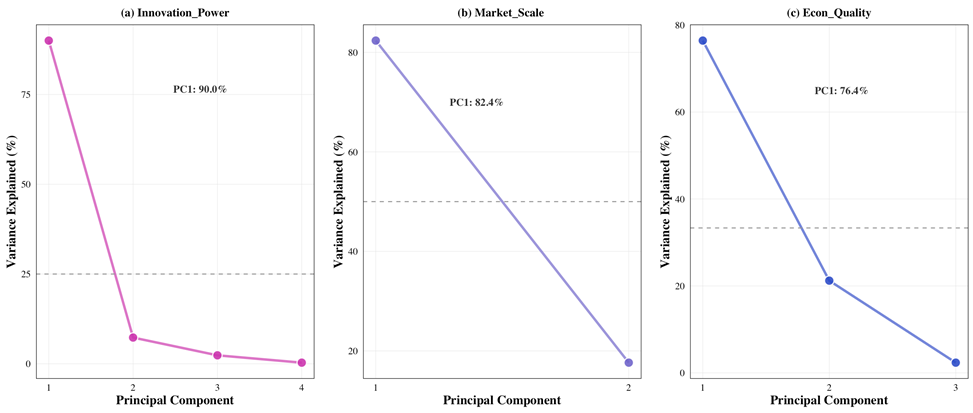 (a) Innovation_Power
Variance Explained (%)
75
50
25
0
PC1: 90.0%
1 2 3 4
Principal Component
(b) Market_Scale
Variance Explained (%)
80
60
40
20
PC1: 82.4%
1 2
Principal Component
(c) Econ_Quality
Variance Explained (%)
80
60
40
20
0
PC1: 76.4%
1 2 3
Principal Component